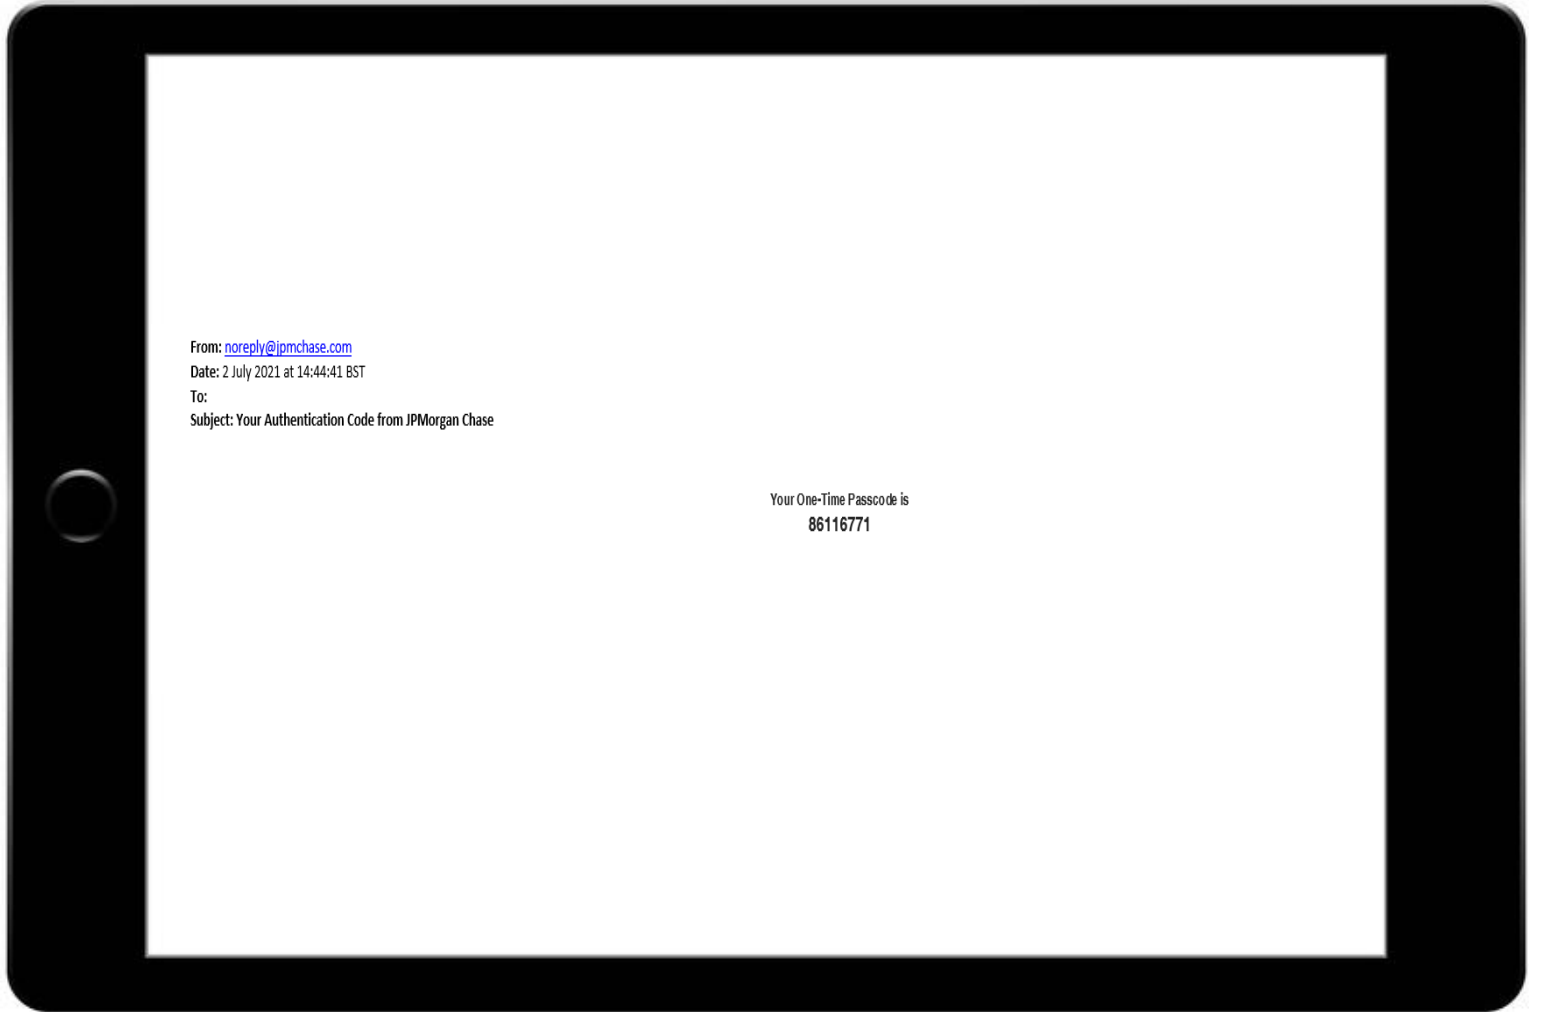 From: noreply@jpmchase.com
Date: 2 July 2021 at 14:44:41 BST
To:
Subject: Your Authentication Code from JPMorgan Chase
Your One-Time Passcode is
86116771